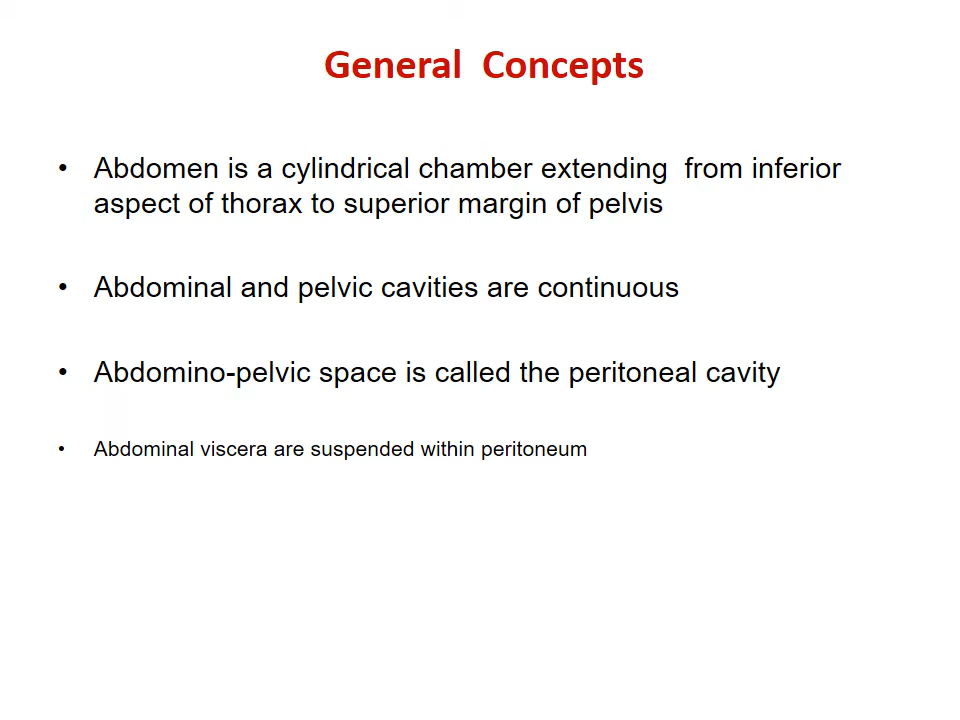 General  Concepts
• Abdomen is a cylindrical chamber extending  from inferior
aspect of thorax to superior margin of pelvis
• Abdominal and pelvic cavities are continuous
• Abdomino-pelvic space is called the peritoneal cavity
• Abdominal viscera are suspended within peritoneum